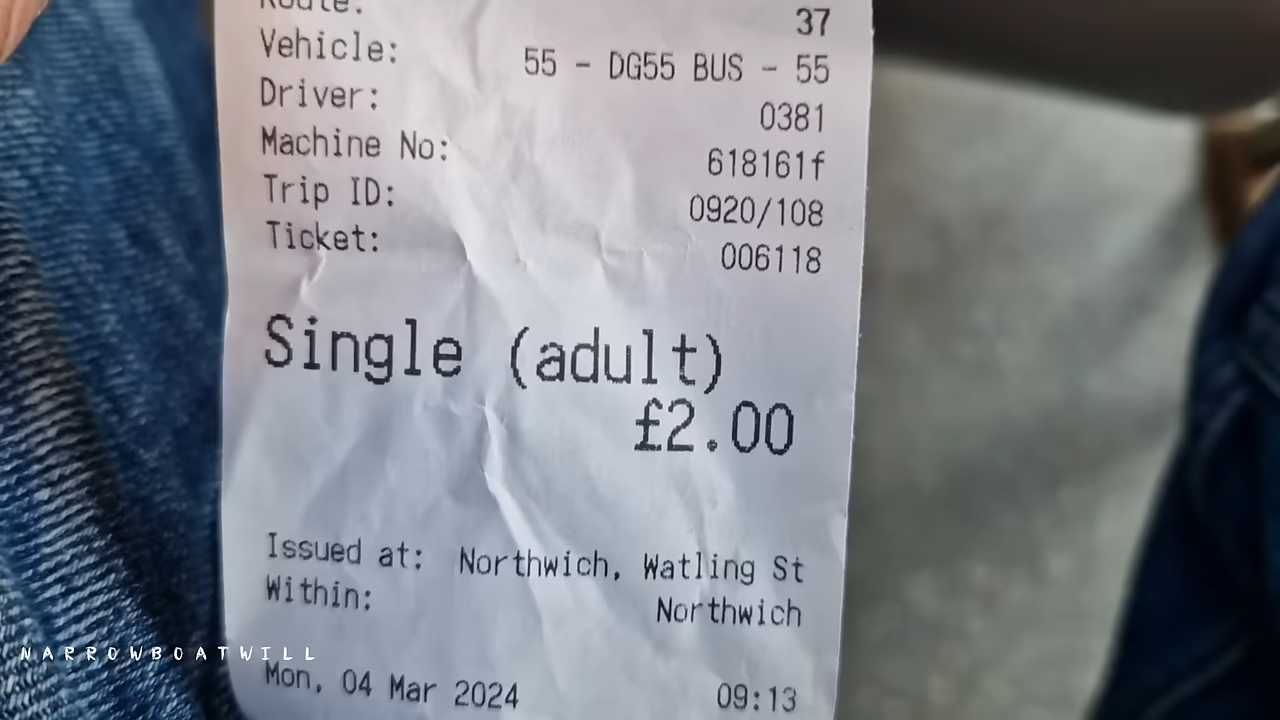 Route: 37
Vehicle: 55 - DG55 BUS - 55
Driver: 0381
Machine No: 618161f
Trip ID: 0920/108
Ticket: 006118
Single (adult)
£2.00
Issued at: Northwich, Watling St
Within: Northwich
NARROWBOATWILL
Mon, 04 Mar 2024 09:13